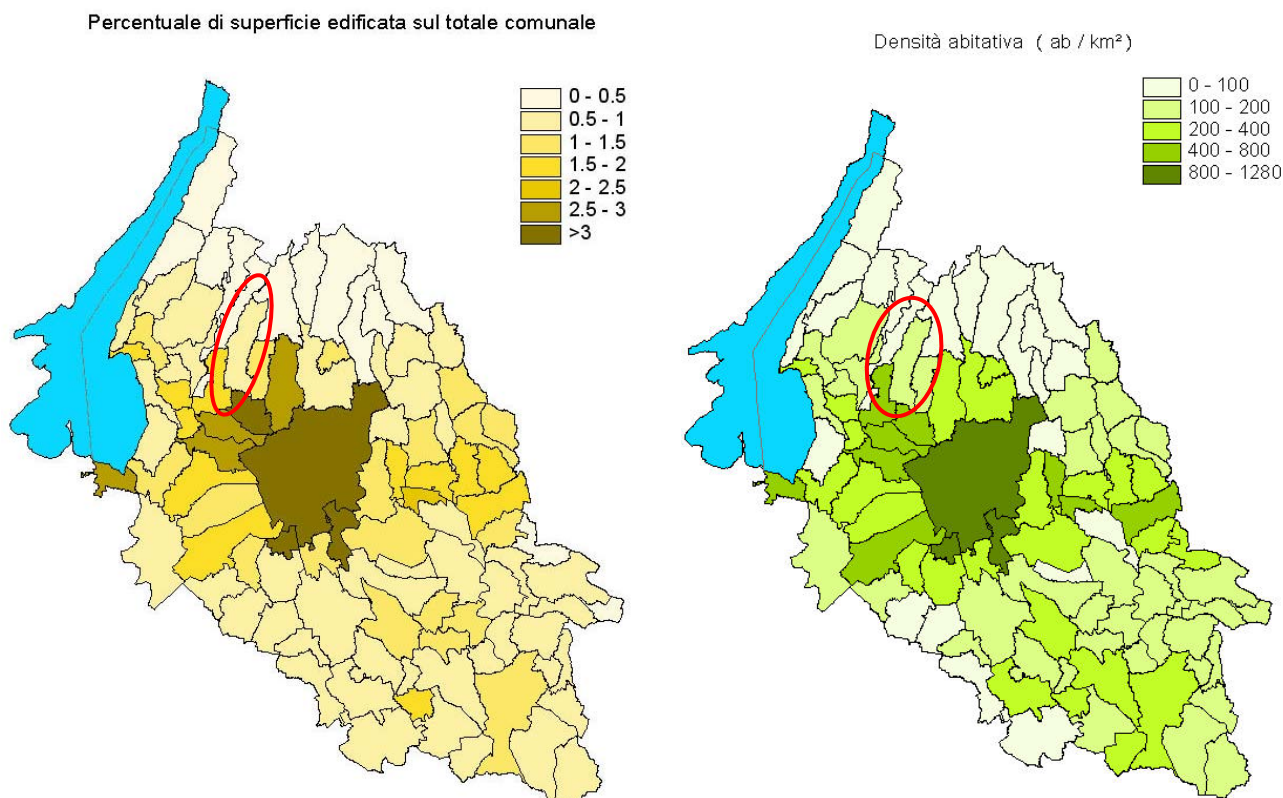 Percentuale di superficie edificata sul totale comunale
0 - 0.5
0.5 - 1
1 - 1.5
1.5 - 2
2 - 2.5
2.5 - 3
>3
Densità abitativa ( ab / km²)
0 - 100
100 - 200
200 - 400
400 - 800
800 - 1280